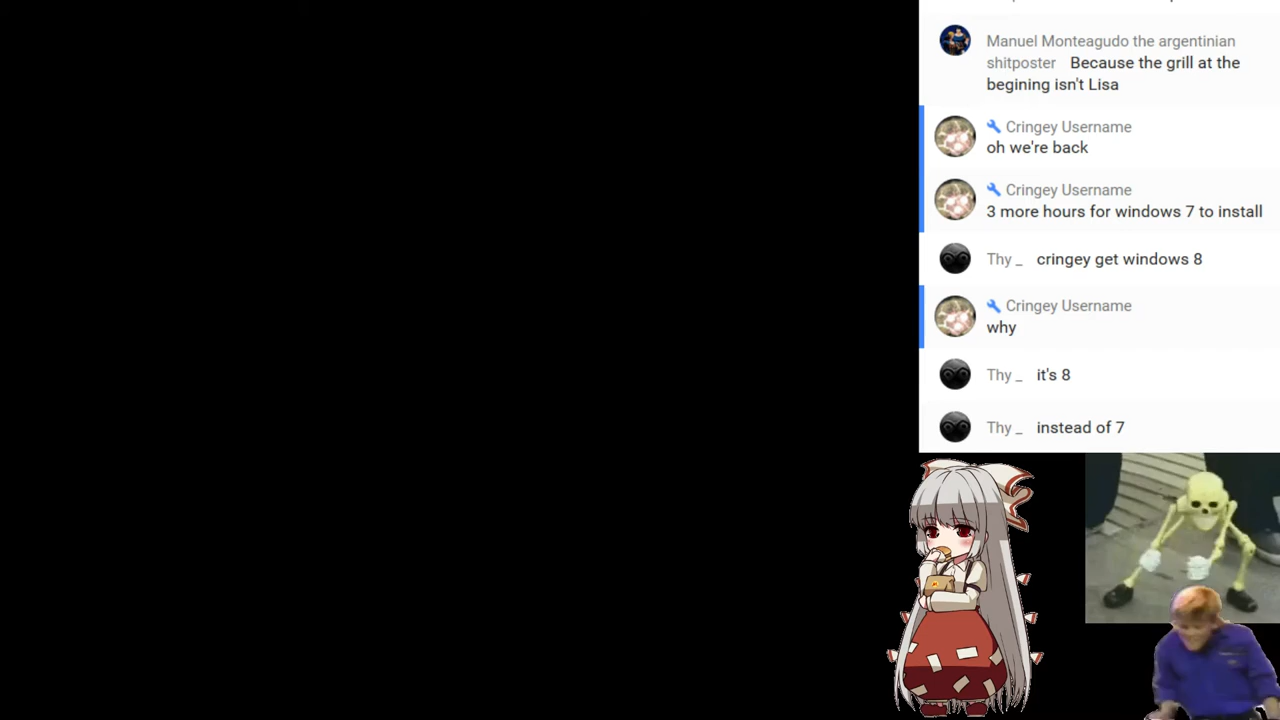 Manuel Monteagudo the argentinian
shitposter Because the grill at the
begining isn't Lisa
Cringey Username
oh we're back
Cringey Username
3 more hours for windows 7 to install
Thy _ cringey get windows 8
Cringey Username
why
Thy _ it's 8
Thy _ instead of 7